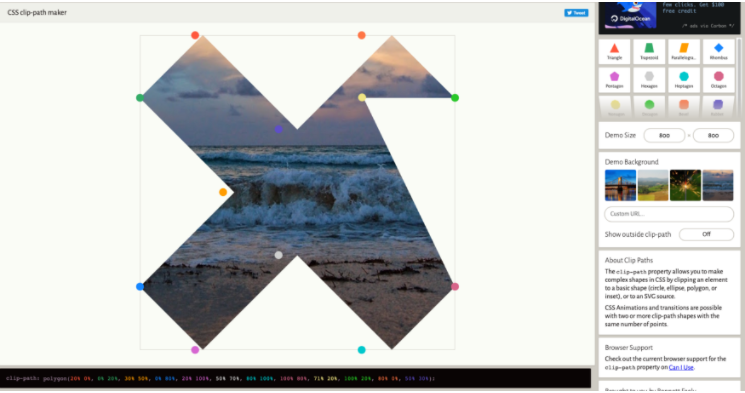 CSS clip-path maker
Tweet
few clicks. Get $100
free credit
DigitalOcean
/* ads via Carbon */
Triangle
Trapezoid
Parallelogra...
Rhombus
Pentagon
Hexagon
Heptagon
Octagon
Demo Size
800
×
800
Demo Background
Custom URL...
Show outside clip-path
Off
About Clip Paths
The clip-path property allows you to make
complex shapes in CSS by clipping an element
to a basic shape (circle, ellipse, polygon, or
inset), or to an SVG source.
CSS Animations and transitions are possible
with two or more clip-path shapes with the
same number of points.
Browser Support
Check out the current browser support for the
clip-path property on Can I Use.
clip-path: polygon(20% 0%, 0% 20%, 30% 50%, 0% 80%, 20% 100%, 50% 70%, 80% 100%, 100% 80%, 71% 20%, 100% 20%, 80% 0%, 50% 30%);